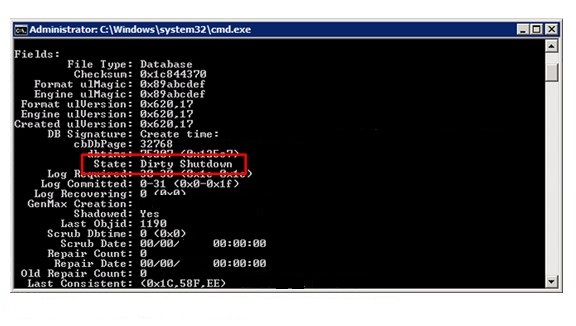 Administrator: C:\Windows\system32\cmd.exe
Fields:
File Type: Database
Checksum: 0x1c844370
Format ulMagic: 0x89abcdef
Engine ulMagic: 0x89abcdef
Format ulVersion: 0x620,17
Engine ulVersion: 0x620,17
Created ulVersion: 0x620,17
DB Signature: Create time:
cbDbPage: 32768
dbtime: 75207 (0x125c7)
State: Dirty Shutdown
Log Required: 30-30 (0x1e-0x1e)
Log Committed: 0-31 (0x0-0x1f)
Log Recovering: 0 (0x0)
GenMax Creation:
Shadowed: Yes
Last Objid: 1190
Scrub Dbtime: 0 (0x0)
Scrub Date: 00/00/ 00:00:00
Repair Count: 0
Repair Date: 00/00/ 00:00:00
Old Repair Count: 0
Last Consistent: (0x1C,58F,EE)